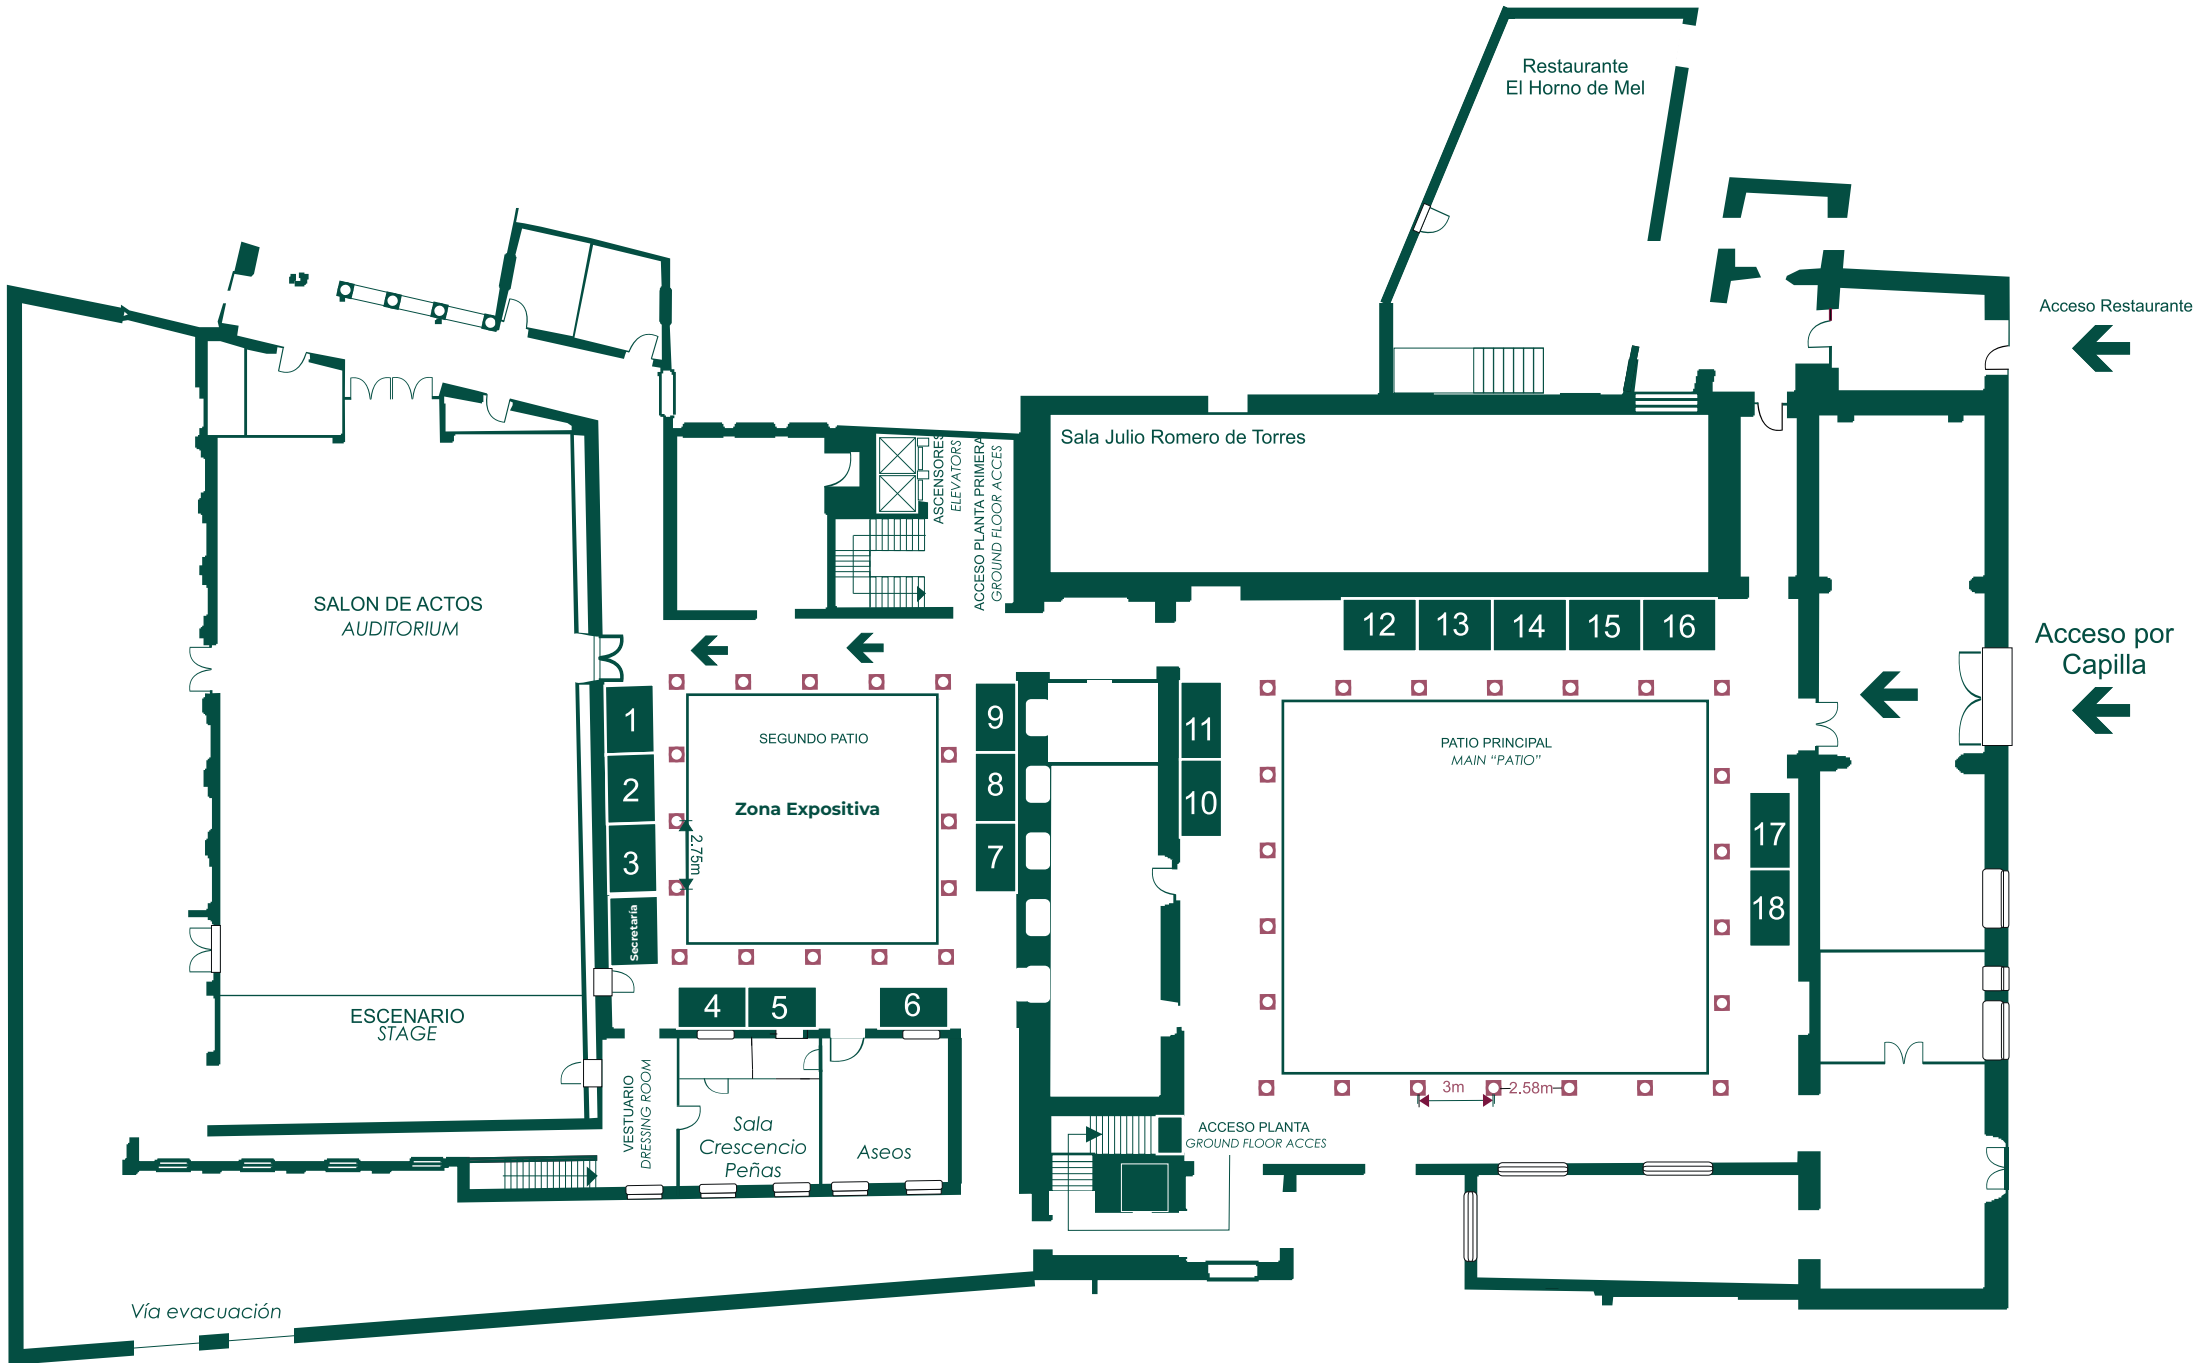 Restaurante
El Horno de Mel
Acceso Restaurante
Sala Julio Romero de Torres
ASCENSORES
ELEVATORS
ACCESO PLANTA PRIMERA
GROUND FLOOR ACCES
SALON DE ACTOS
AUDITORIUM
12
13
14
15
16
Acceso por
Capilla
1
2
3
Secretaría
SEGUNDO PATIO
Zona Expositiva
2.75m
9
8
7
11
10
PATIO PRINCIPAL
MAIN “PATIO”
17
18
4
5
6
ESCENARIO
STAGE
VESTUARIO
DRESSING ROOM
Sala
Crescencio
Peñas
Aseos
3m
2.58m
ACCESO PLANTA
GROUND FLOOR ACCES
Vía evacuación